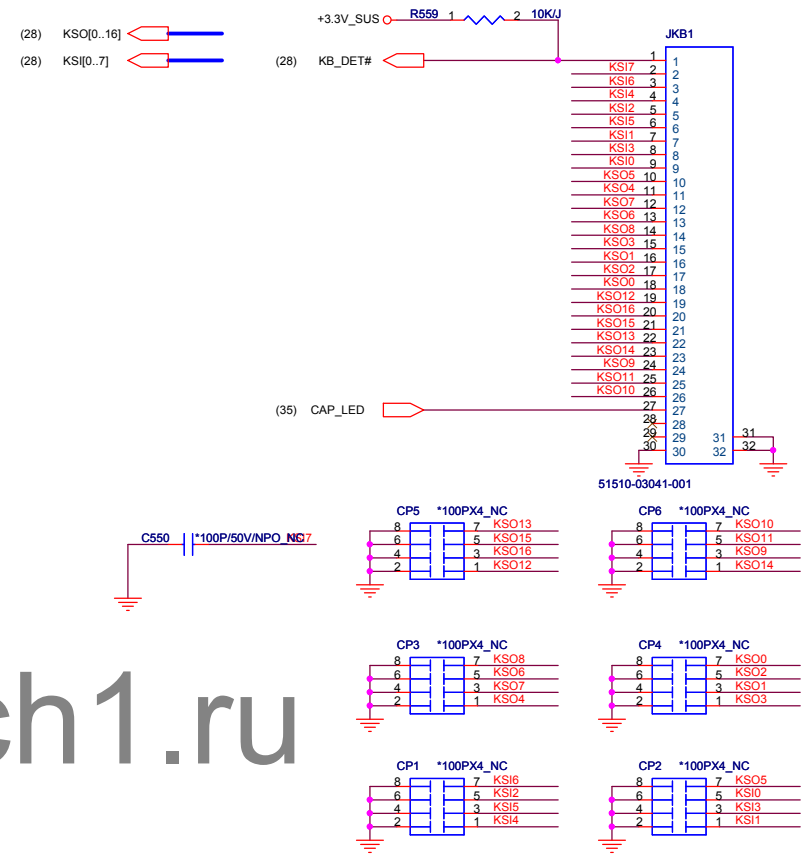 +3.3V_SUS R559 1 2 10K/J
(28) KSO[0..16]
(28) KSI[0..7]
(28) KB_DET#
JKB1
1 1
KSI7 2 2
KSI6 3 3
KSI4 4 4
KSI2 5 5
KSI5 6 6
KSI1 7 7
KSI3 8 8
KSI0 9 9
KSO5 10 10
KSO4 11 11
KSO7 12 12
KSO6 13 13
KSO8 14 14
KSO3 15 15
KSO1 16 16
KSO2 17 17
KSO0 18 18
KSO12 19 19
KSO16 20 20
KSO15 21 21
KSO13 22 22
KSO14 23 23
KSO9 24 24
KSO11 25 25
KSO10 26 26
(35) CAP_LED 27 27
28 28
29 29 31 31
30 30 32 32
51510-03041-001
C550 *100P/50V/NPO_NC
CP5 *100PX4_NC
8 7 KSO13
6 5 KSO15
4 3 KSO16
2 1 KSO12
CP6 *100PX4_NC
8 7 KSO10
6 5 KSO11
4 3 KSO9
2 1 KSO14
CP3 *100PX4_NC
8 7 KSO8
6 5 KSO6
4 3 KSO7
2 1 KSO4
CP4 *100PX4_NC
8 7 KSO0
6 5 KSO2
4 3 KSO1
2 1 KSO3
ch1.ru
CP1 *100PX4_NC
8 7 KSI6
6 5 KSI2
4 3 KSI5
2 1 KSI4
CP2 *100PX4_NC
8 7 KSO5
6 5 KSI0
4 3 KSI3
2 1 KSI1